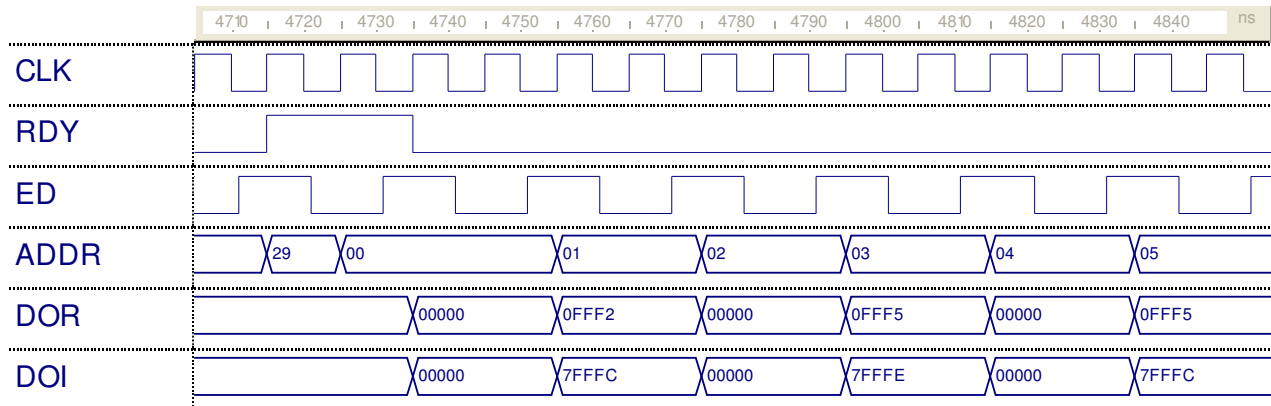 4710 4720 4730 4740 4750 4760 4770 4780 4790 4800 4810 4820 4830 4840 ns
CLK
RDY
ED
ADDR 29 00 01 02 03 04 05
DOR 00000 0FFF2 00000 0FFF5 00000 0FFF5
DOI 00000 7FFFC 00000 7FFFE 00000 7FFFC